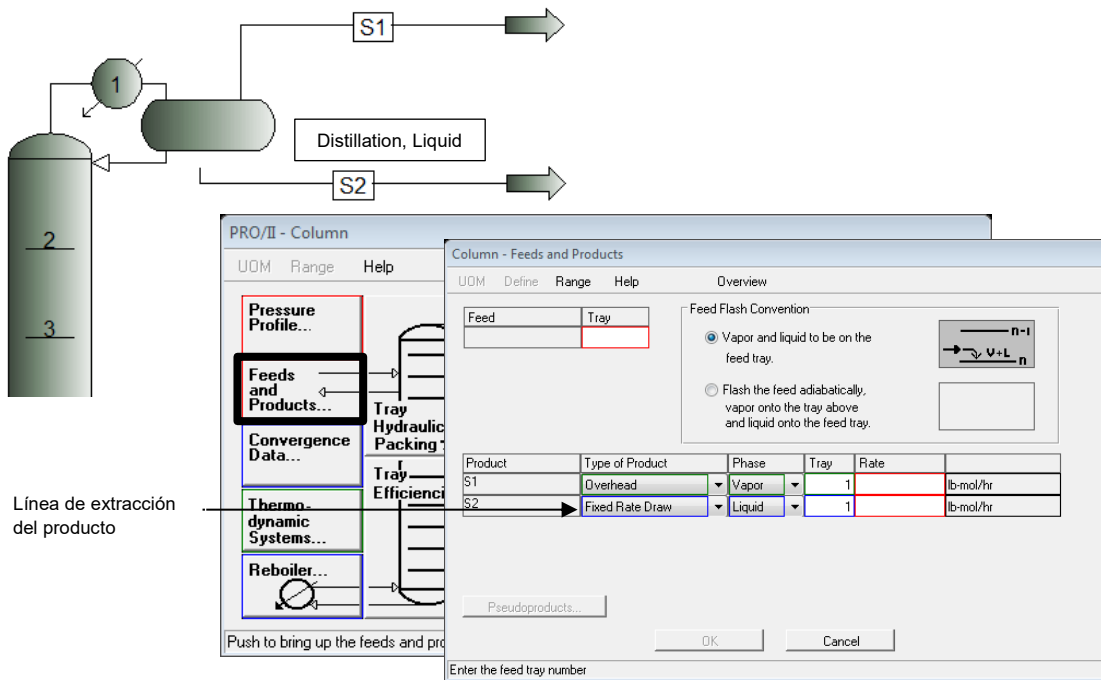 S1
1
Distillation, Liquid
S2
2
3
PRO/II - Column
UOM Range Help
Pressure
Profile...
Feeds
and
Products...
Convergence
Data...
Thermo-
dynamic
Systems...
Reboiler...
Tray
Hydraulic
Packing
Tray
Efficienci
Push to bring up the feeds and pro
Línea de extracción
del producto
Column - Feeds and Products
UOM Define Range Help Overview
Feed Tray
Feed Flash Convention
Vapor and liquid to be on the
feed tray.
Flash the feed adiabatically,
vapor onto the tray above
and liquid onto the feed tray.
n-1
V+L
n
Product Type of Product Phase Tray Rate
S1 Overhead Vapor 1 lb-mol/hr
S2 Fixed Rate Draw Liquid 1 lb-mol/hr
Pseudoproducts...
OK Cancel
Enter the feed tray number